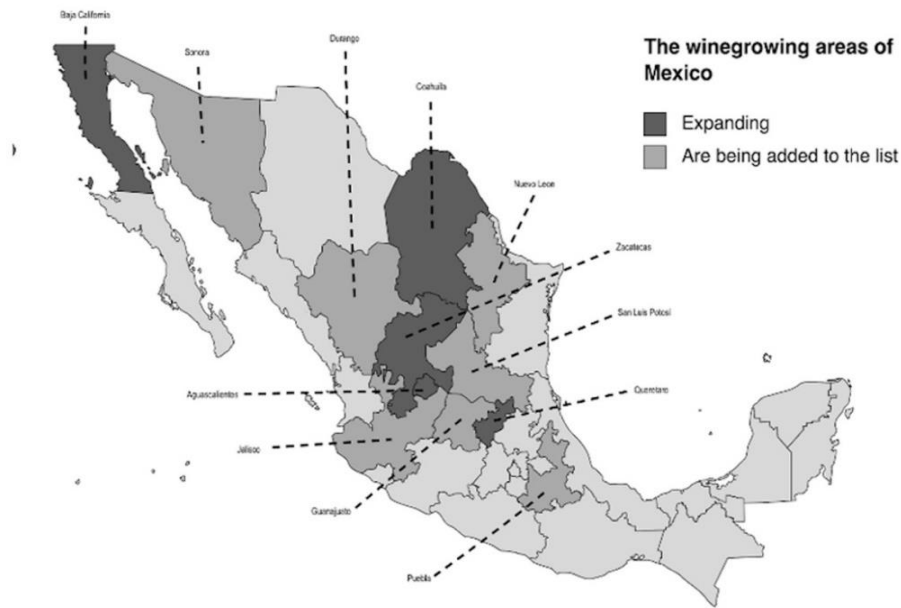 Baja California
Sonora
Durango
Coahuila
Nuevo Leon
Zacatecas
San Luis Potosi
Aguascalientes
Queretaro
Jalisco
Guanajuato
Puebla
The winegrowing areas of
Mexico
Expanding
Are being added to the list